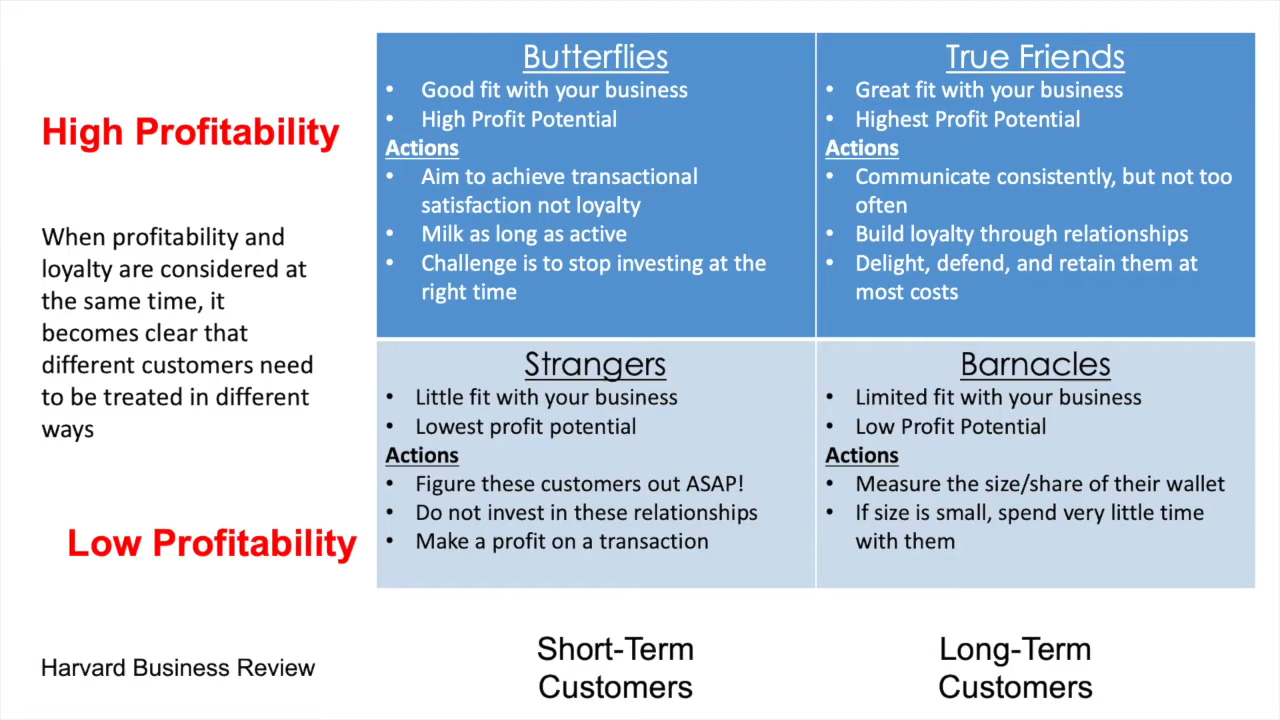 High Profitability
When profitability and
loyalty are considered at
the same time, it
becomes clear that
different customers need
to be treated in different
ways
Low Profitability
Harvard Business Review
Butterflies
• Good fit with your business
• High Profit Potential
Actions
• Aim to achieve transactional
satisfaction not loyalty
• Milk as long as active
• Challenge is to stop investing at the
right time
True Friends
• Great fit with your business
• Highest Profit Potential
Actions
• Communicate consistently, but not too
often
• Build loyalty through relationships
• Delight, defend, and retain them at
most costs
Strangers
• Little fit with your business
• Lowest profit potential
Actions
• Figure these customers out ASAP!
• Do not invest in these relationships
• Make a profit on a transaction
Barnacles
• Limited fit with your business
• Low Profit Potential
Actions
• Measure the size/share of their wallet
• If size is small, spend very little time
with them
Short-Term
Customers
Long-Term
Customers